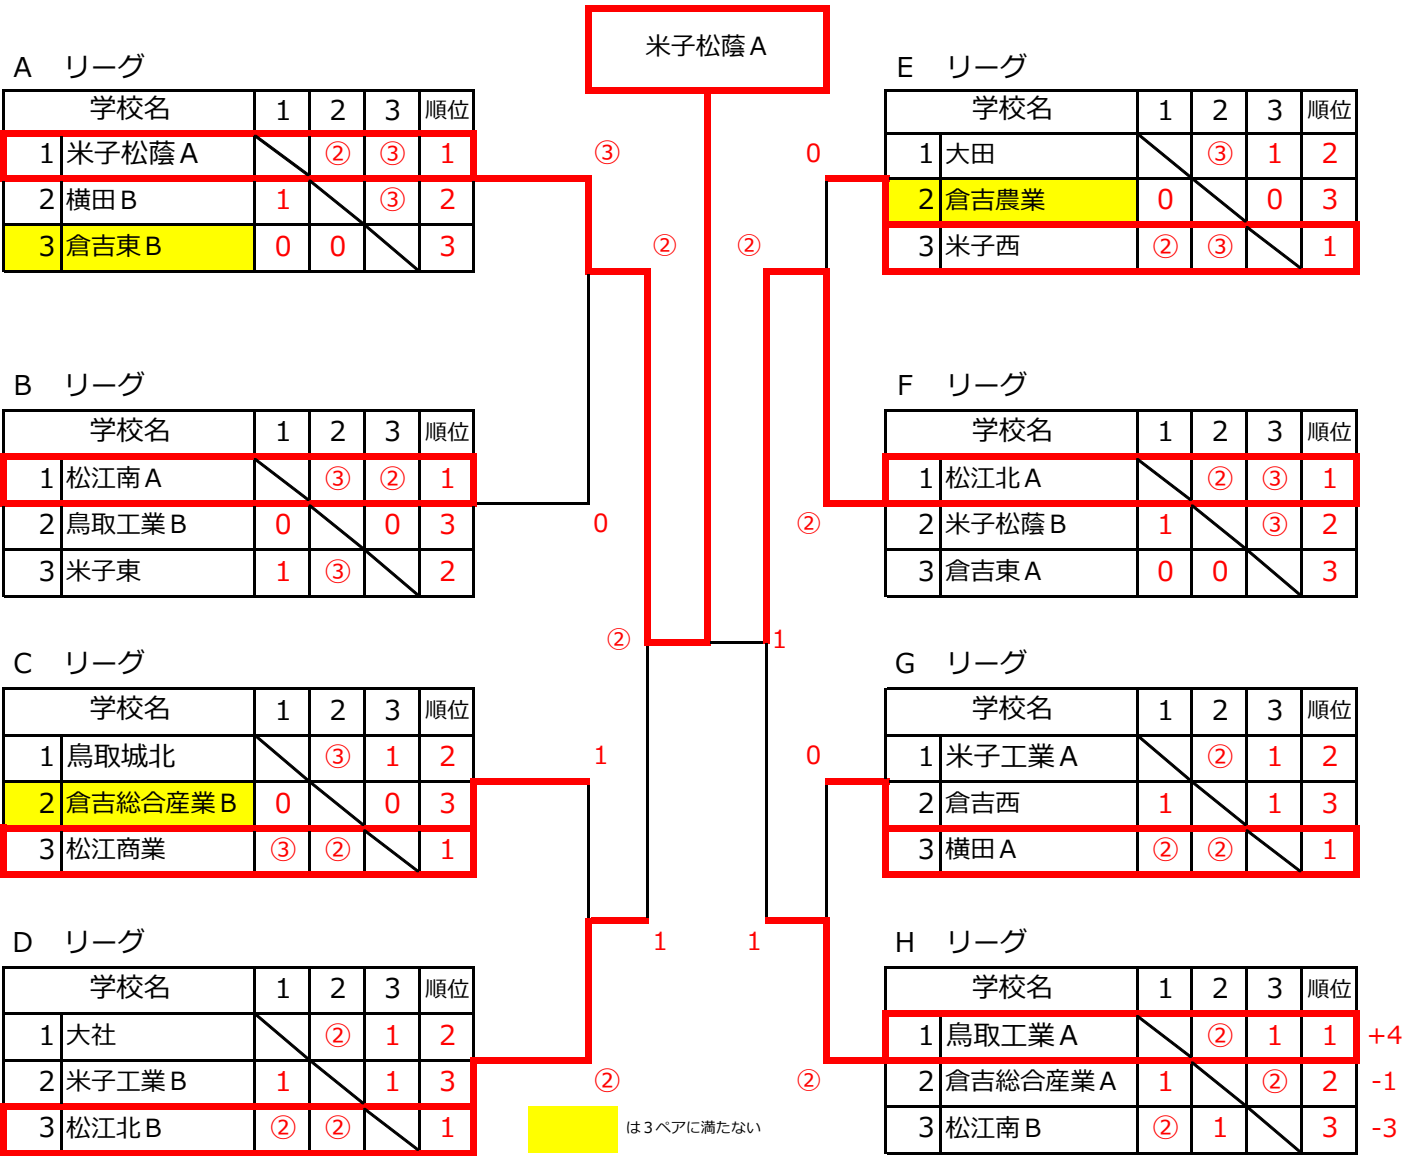 米子松蔭A
A リーグ
学校名 1 2 3 順位
1 米子松蔭A ② ③ 1
2 横田B 1 ③ 2
3 倉吉東B 0 0 3
B リーグ
学校名 1 2 3 順位
1 松江南A ③ ② 1
2 鳥取工業B 0 0 3
3 米子東 1 ③ 2
C リーグ
学校名 1 2 3 順位
1 鳥取城北 ③ 1 2
2 倉吉総合産業B 0 0 3
3 松江商業 ③ ② 1
D リーグ
学校名 1 2 3 順位
1 大社 ② 1 2
2 米子工業B 1 1 3
3 松江北B ② ② 1
③ 0
② ②
0 ②
② 1
1 0
1 1
② ②
は3ペアに満たない
E リーグ
学校名 1 2 3 順位
1 大田 ③ 1 2
2 倉吉農業 0 0 3
3 米子西 ② ③ 1
F リーグ
学校名 1 2 3 順位
1 松江北A ② ③ 1
2 米子松蔭B 1 ③ 2
3 倉吉東A 0 0 3
G リーグ
学校名 1 2 3 順位
1 米子工業A ② 1 2
2 倉吉西 1 1 3
3 横田A ② ② 1
H リーグ
学校名 1 2 3 順位
1 鳥取工業A ② 1 1 +4
2 倉吉総合産業A 1 ② 2 -1
3 松江南B ② 1 3 -3